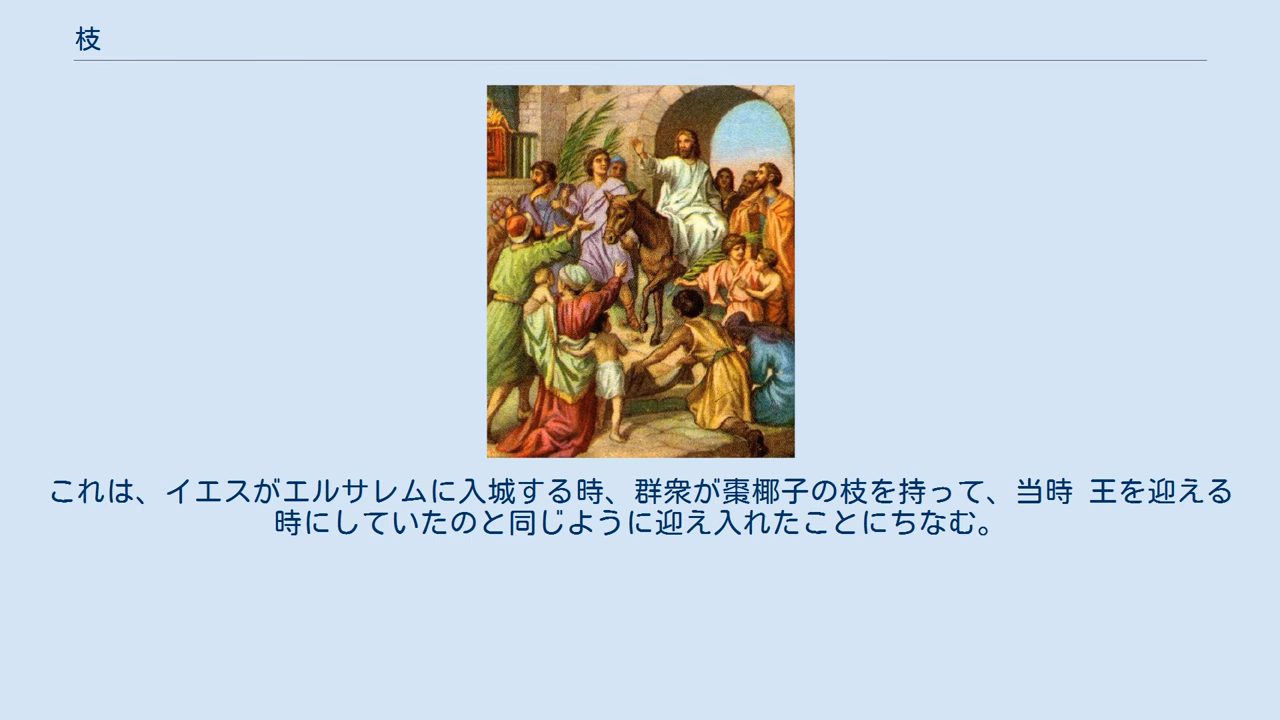 枝
これは、イエスがエルサレムに入城する時、群衆が棗椰子の枝を持って、当時 王を迎える
時にしていたのと同じように迎え入れたことにちなむ。